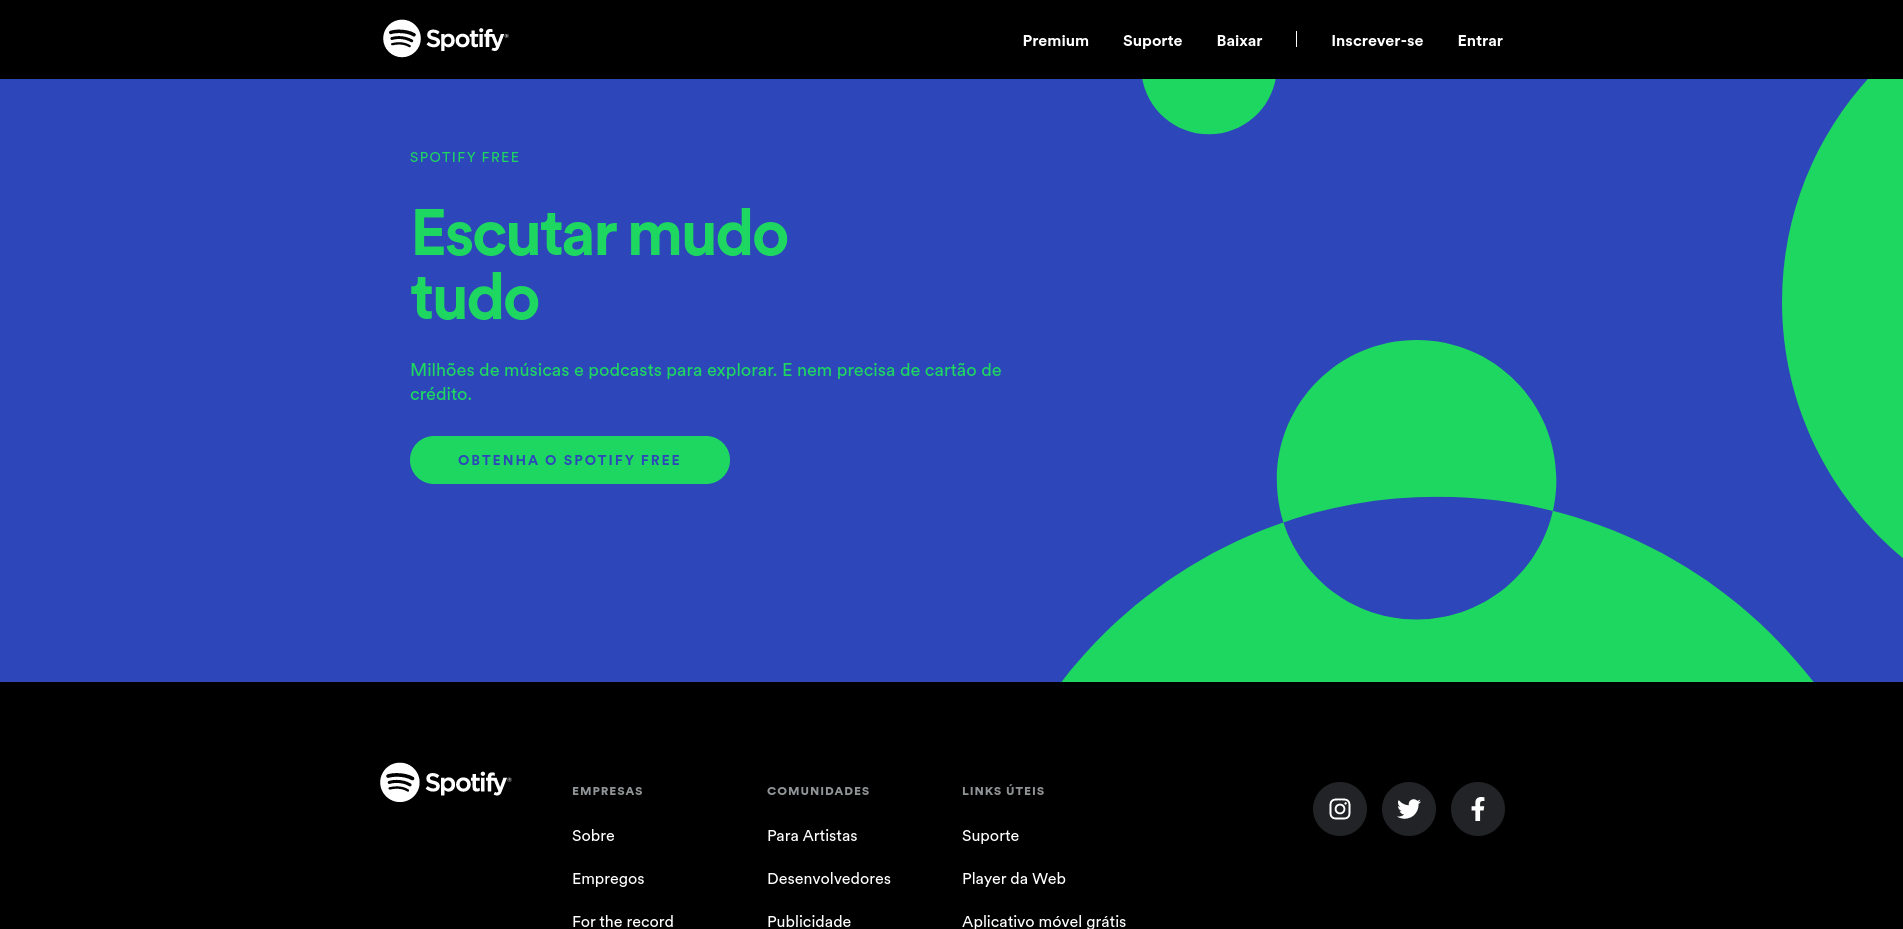 Spotify®
Premium Suporte Baixar Inscrever-se Entrar
SPOTIFY FREE
Escutar mudo
tudo
Milhões de músicas e podcasts para explorar. E nem precisa de cartão de
crédito.
OBTENHA O SPOTIFY FREE
Spotify®
EMPRESAS
Sobre
Empregos
For the record
COMUNIDADES
Para Artistas
Desenvolvedores
Publicidade
LINKS ÚTEIS
Suporte
Player da Web
Aplicativo móvel grátis